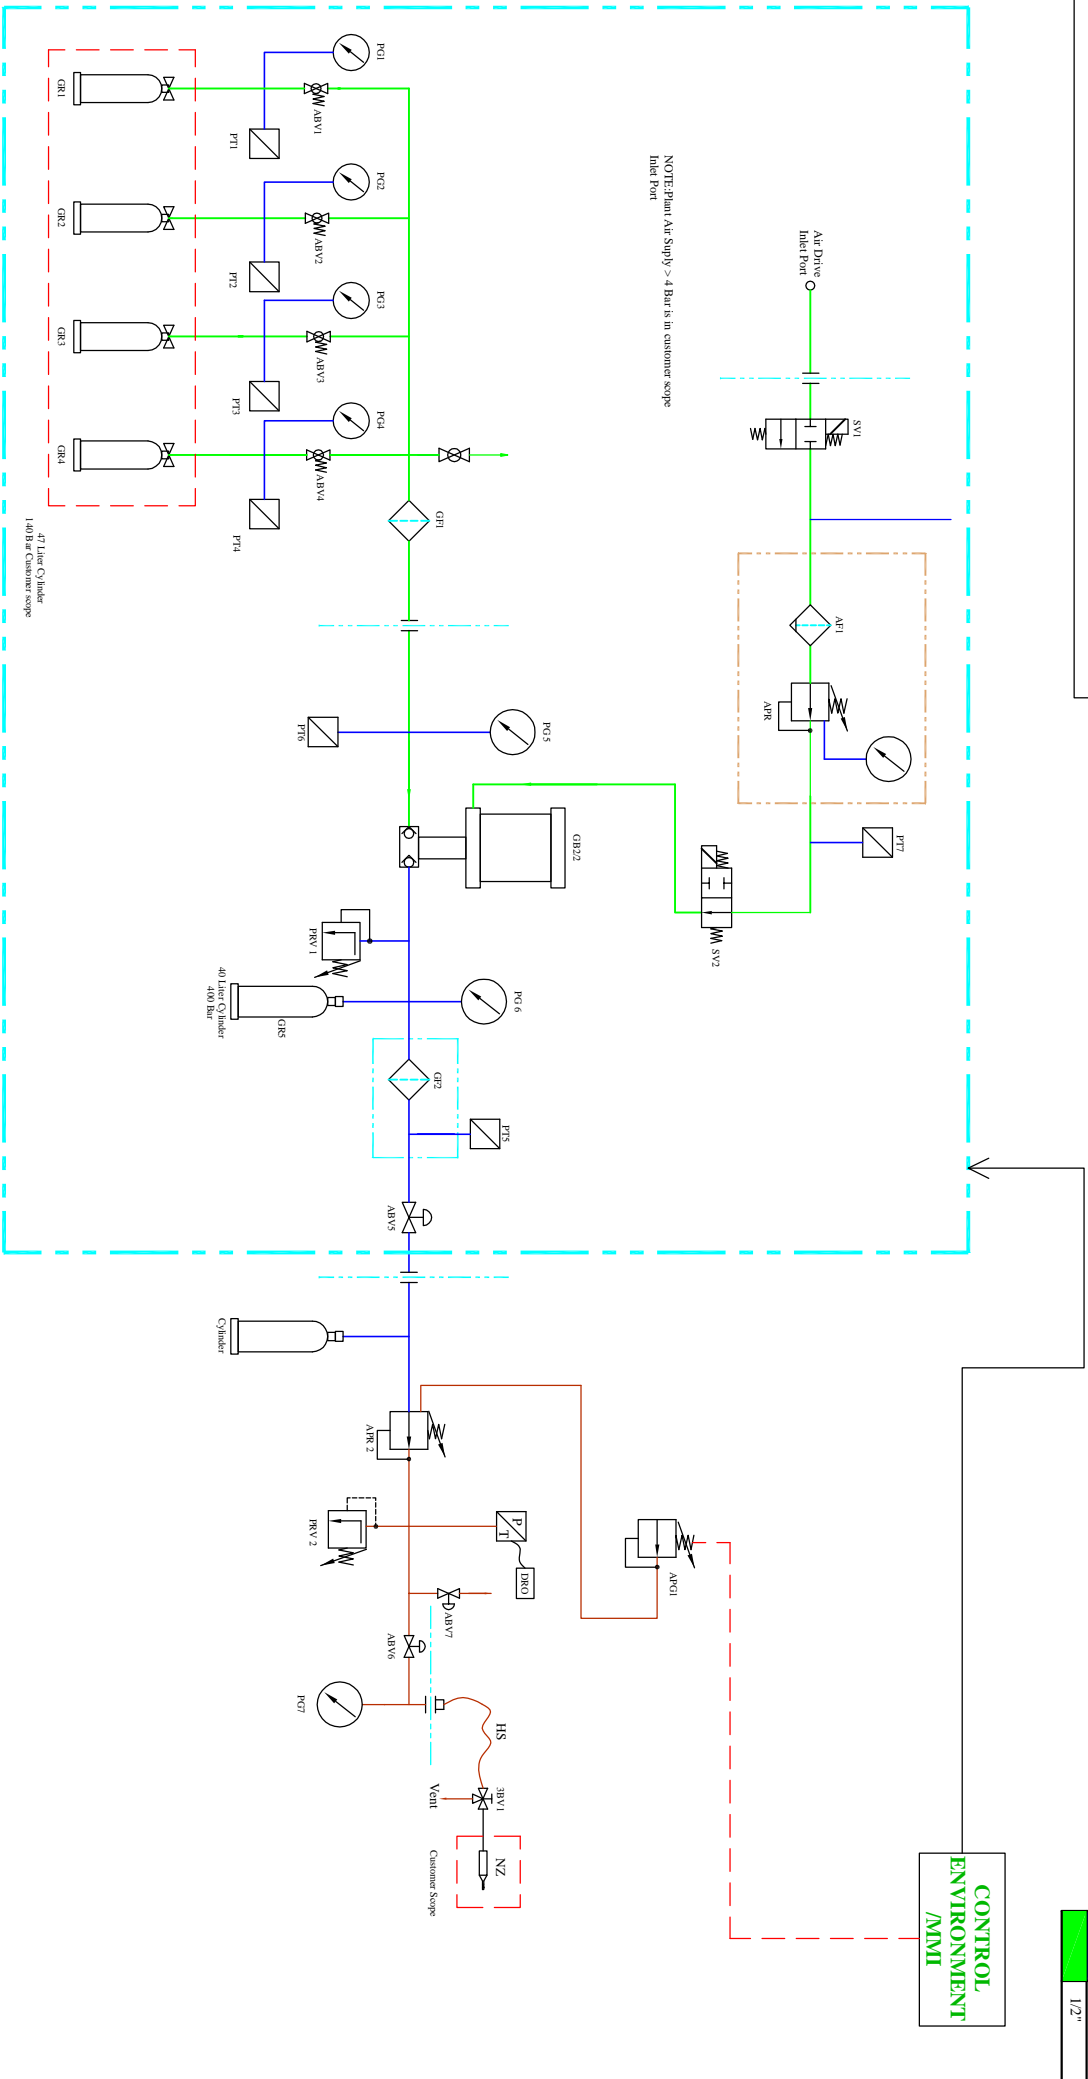 PG1
GR1
PT1
ABV1
PG2
GR2
PT2
ABV2
PG3
GR3
PT3
ABV3
PG4
GR4
PT4
ABV4
47 Liter Cylinder
140 Bar Customer scope
GF1
NOTE:Plant Air Suply > 4 Bar is in customer scope
Inlet Port
Air Drive
Inlet Port
SV1
AF1
APR
PT7
SV2
PT6
PG 5
GB2/2
PRV 1
40 Liter Cylinder
400 Bar
GR5
PG 6
GF2
PT5
ABV5
Cylinder
APR 2
PRV 2
P
T
DRO
APG1
ABV7
ABV6
PG7
HS
3BV1
Vent
NZ
Customer Scope
CONTROL
ENVIRONMENT
/MMI
1/2"